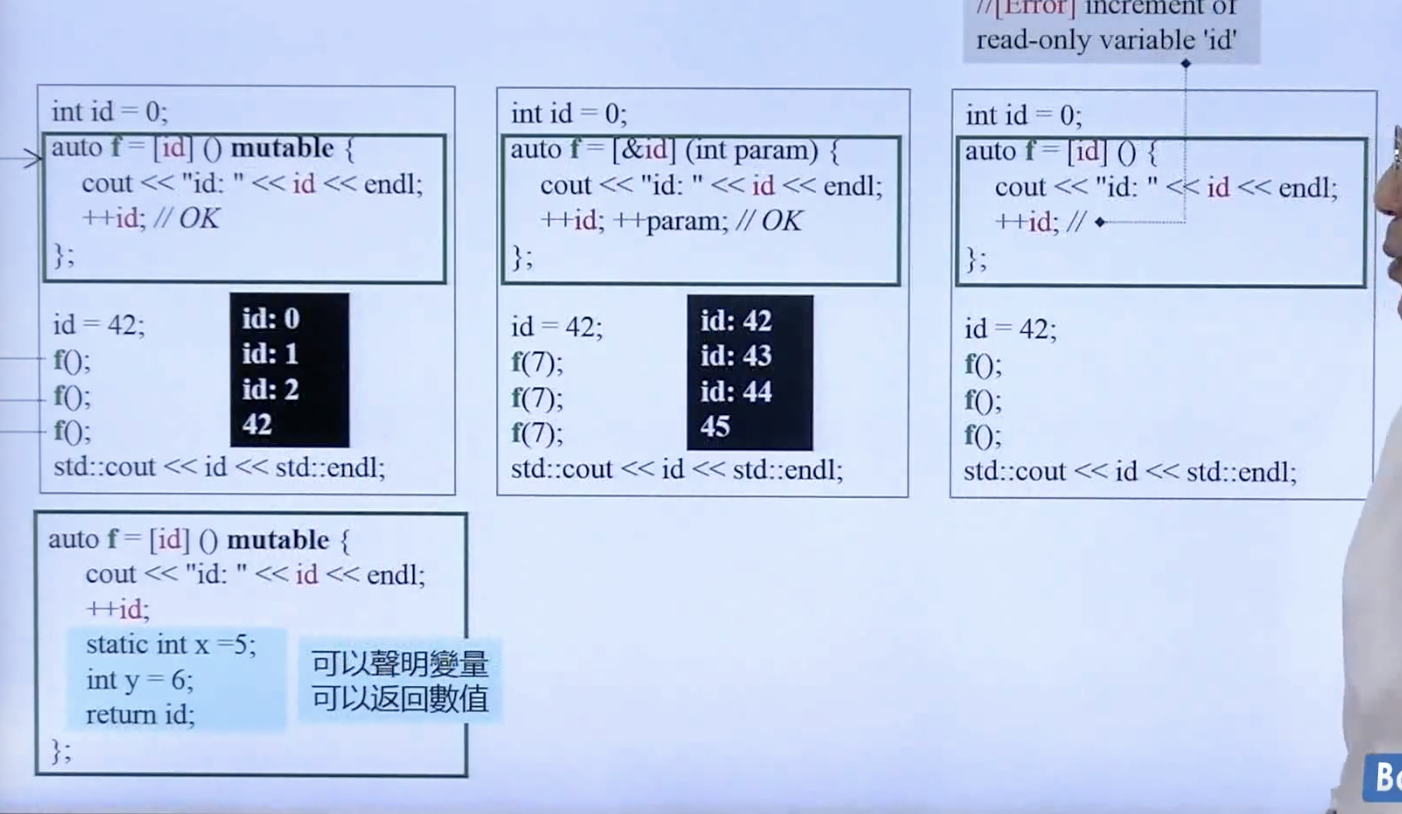 //[Error] increment of
read-only variable 'id'
int id = 0;
auto f = [id] () mutable {
cout << "id: " << id << endl;
++id; // OK
};
id = 42;
f();
f();
f();
std::cout << id << std::endl;
id: 0
id: 1
id: 2
42
int id = 0;
auto f = [&id] (int param) {
cout << "id: " << id << endl;
++id; ++param; // OK
};
id = 42;
f(7);
f(7);
f(7);
std::cout << id << std::endl;
id: 42
id: 43
id: 44
45
int id = 0;
auto f = [id] () {
cout << "id: " << id << endl;
++id; //
};
id = 42;
f();
f();
f();
std::cout << id << std::endl;
auto f = [id] () mutable {
cout << "id: " << id << endl;
++id;
static int x =5;
int y = 6;
return id;
};
可以聲明變量
可以返回數值